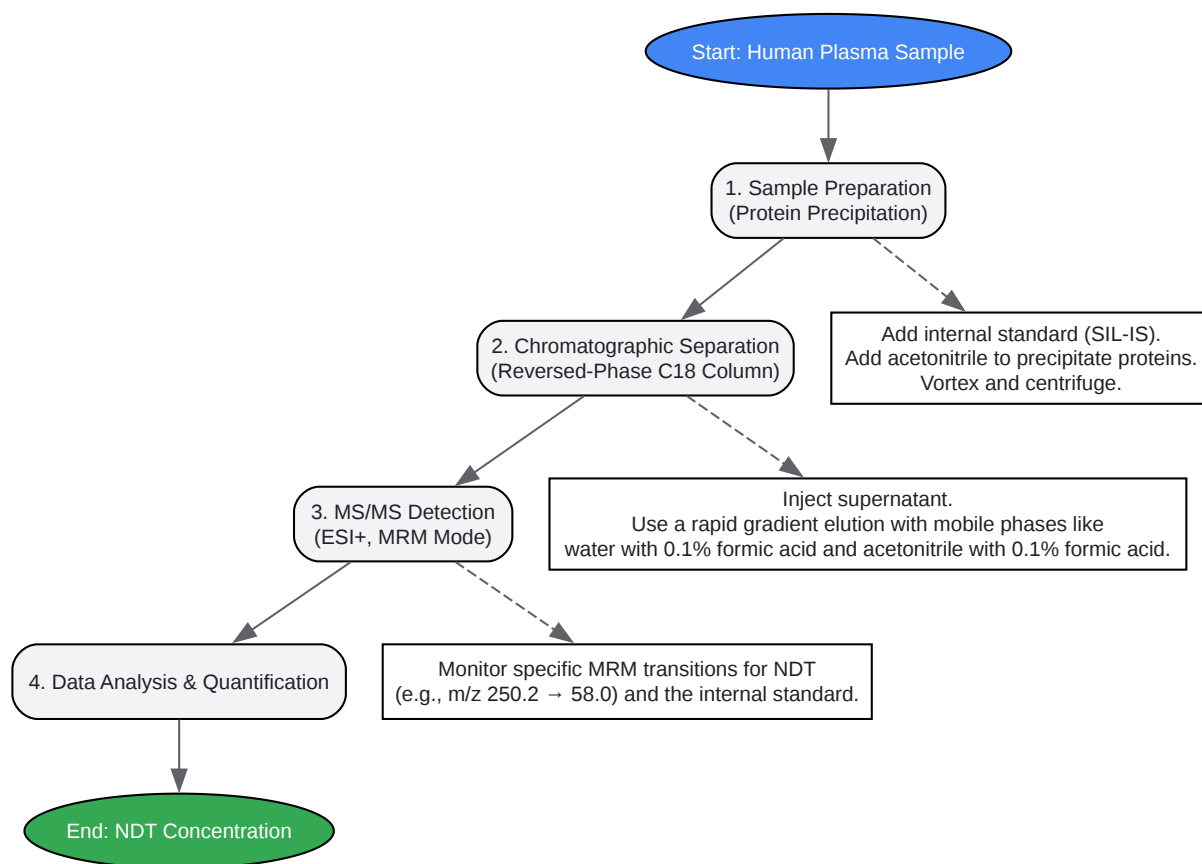 Start: Human Plasma Sample
1. Sample Preparation
(Protein Precipitation)
Add internal standard (SIL-IS).
Add acetonitrile to precipitate proteins.
Vortex and centrifuge.
2. Chromatographic Separation
(Reversed-Phase C18 Column)
Inject supernatant.
Use a rapid gradient elution with mobile phases like
water with 0.1% formic acid and acetonitrile with 0.1% formic acid.
3. MS/MS Detection
(ESI+, MRM Mode)
Monitor specific MRM transitions for NDT
(e.g., m/z 250.2 → 58.0) and the internal standard.
4. Data Analysis & Quantification
End: NDT Concentration